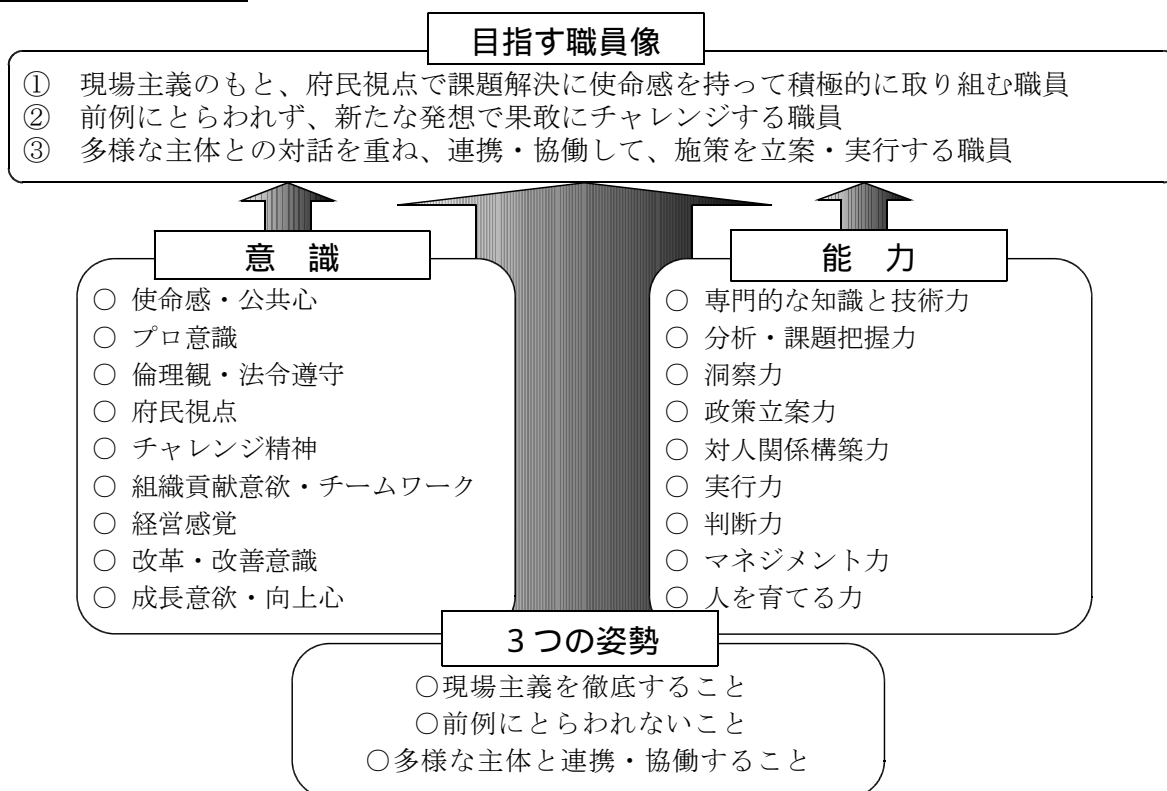 目指す職員像
① 現場主義のもと、府民視点で課題解決に使命感を持って積極的に取り組む職員
② 前例にとらわれず、新たな発想で果敢にチャレンジする職員
③ 多様な主体との対話を重ね、連携・協働して、施策を立案・実行する職員
意 識
○ 使命感・公共心
○ プロ意識
○ 倫理観・法令遵守
○ 府民視点
○ チャレンジ精神
○ 組織貢献意欲・チームワーク
○ 経営感覚
○ 改革・改善意識
○ 成長意欲・向上心
能 力
○ 専門的な知識と技術力
○ 分析・課題把握力
○ 洞察力
○ 政策立案力
○ 対人関係構築力
○ 実行力
○ 判断力
○ マネジメント力
○ 人を育てる力
3つの姿勢
○現場主義を徹底すること
○前例にとらわれないこと
○多様な主体と連携・協働すること